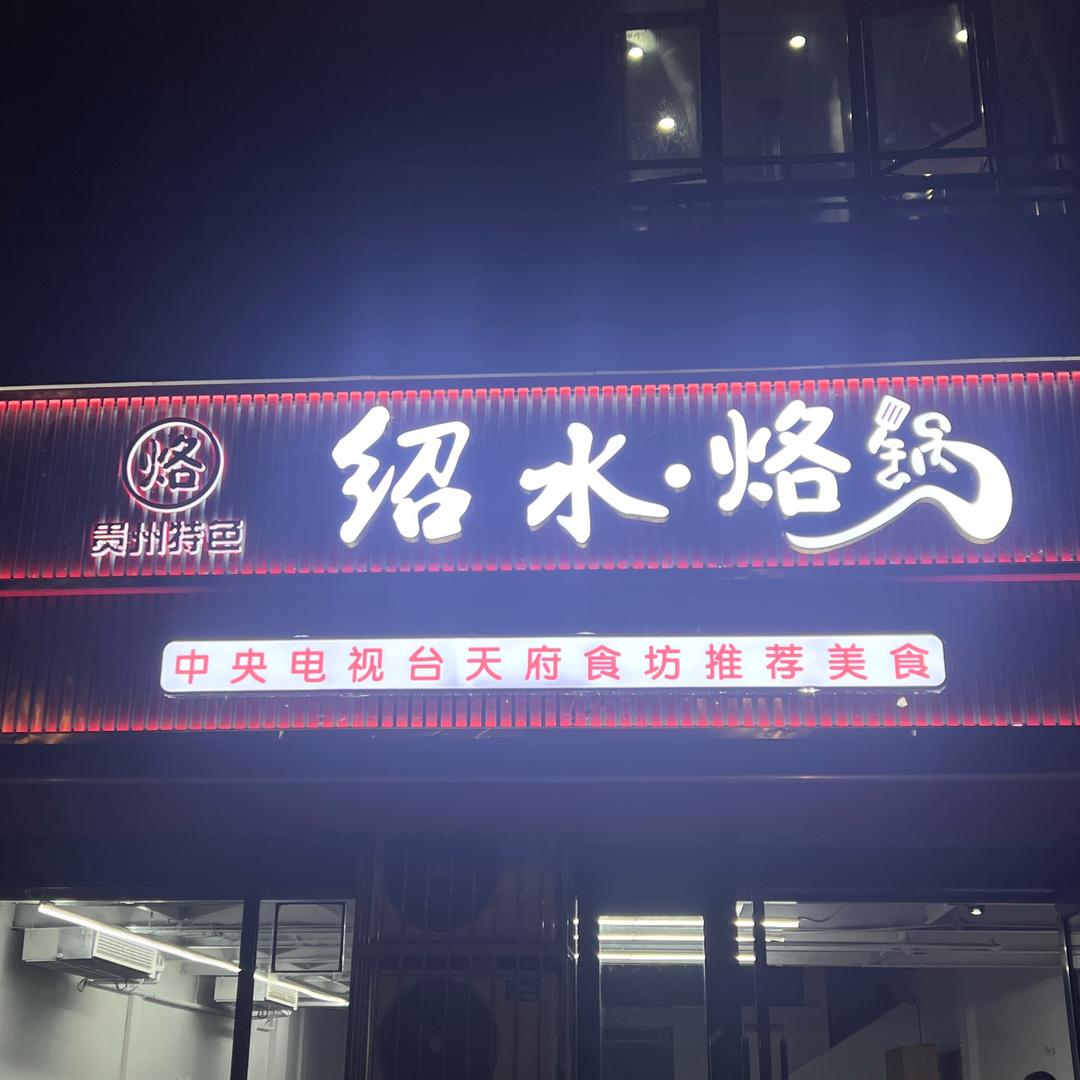 烙
贵州特色
绍水·烙锅
中央电视台天府食坊推荐美食